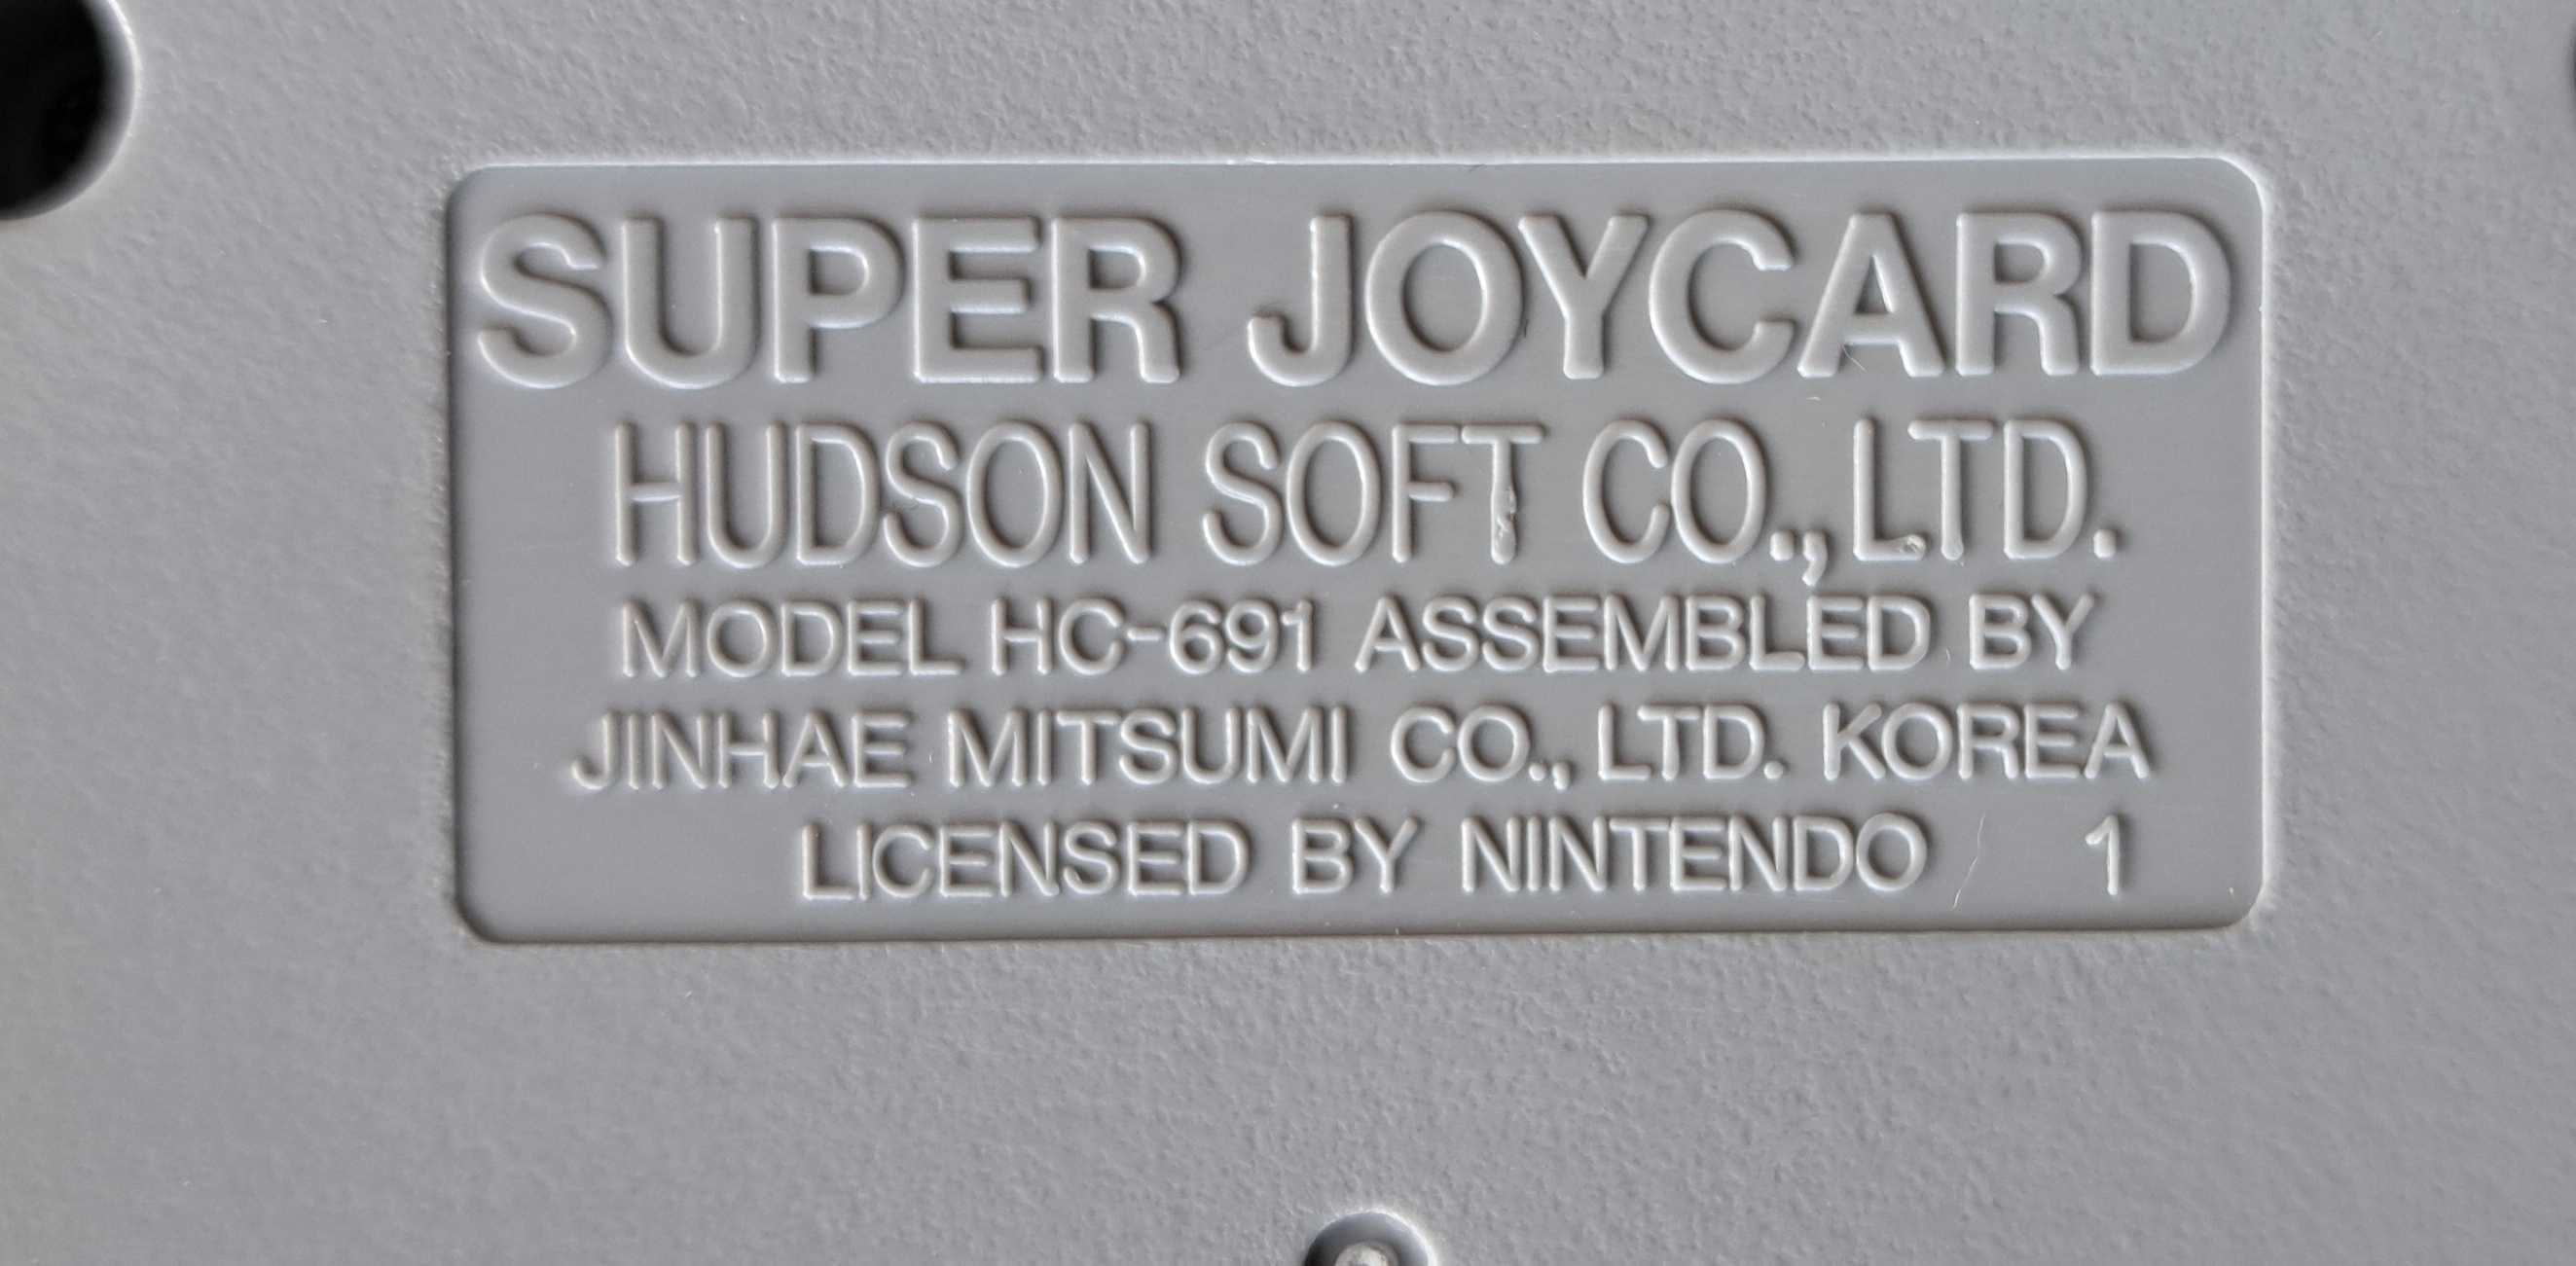 SUPER JOYCARD
HUDSON SOFT CO.,LTD.
MODEL HC-691 ASSEMBLED BY
JINHAE MITSUMI CO., LTD. KOREA
LICENSED BY NINTENDO 1